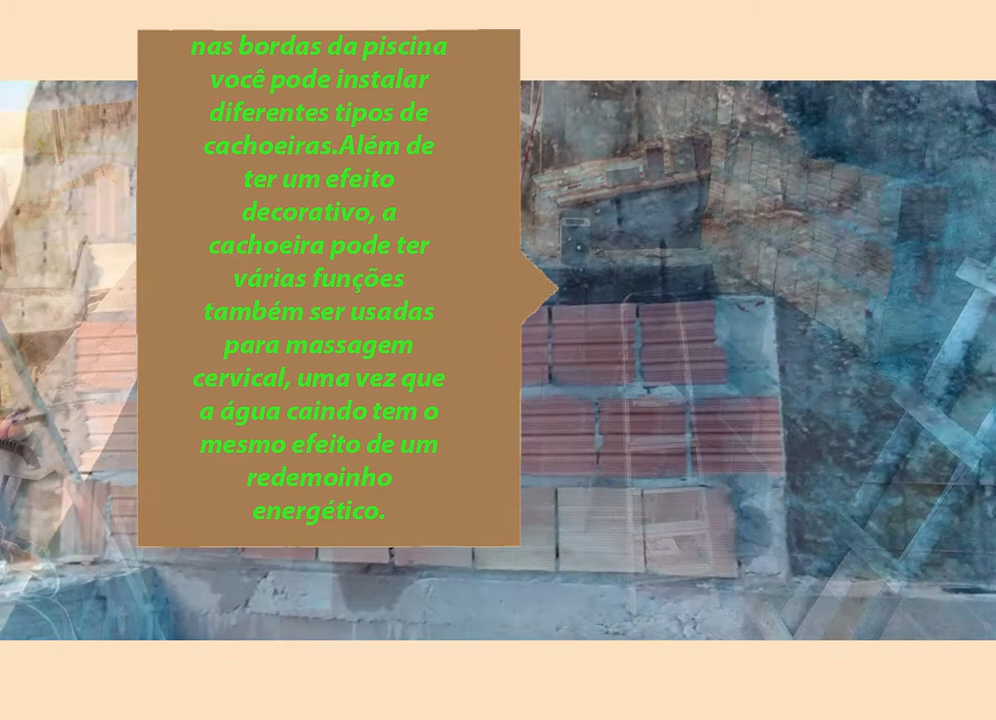 nas bordas da piscina
você pode instalar
diferentes tipos de
cachoeiras.Além de
ter um efeito
decorativo, a
cachoeira pode ter
várias funções
também ser usadas
para massagem
cervical, uma vez que
a água caindo tem o
mesmo efeito de um
redemoinho
energético.